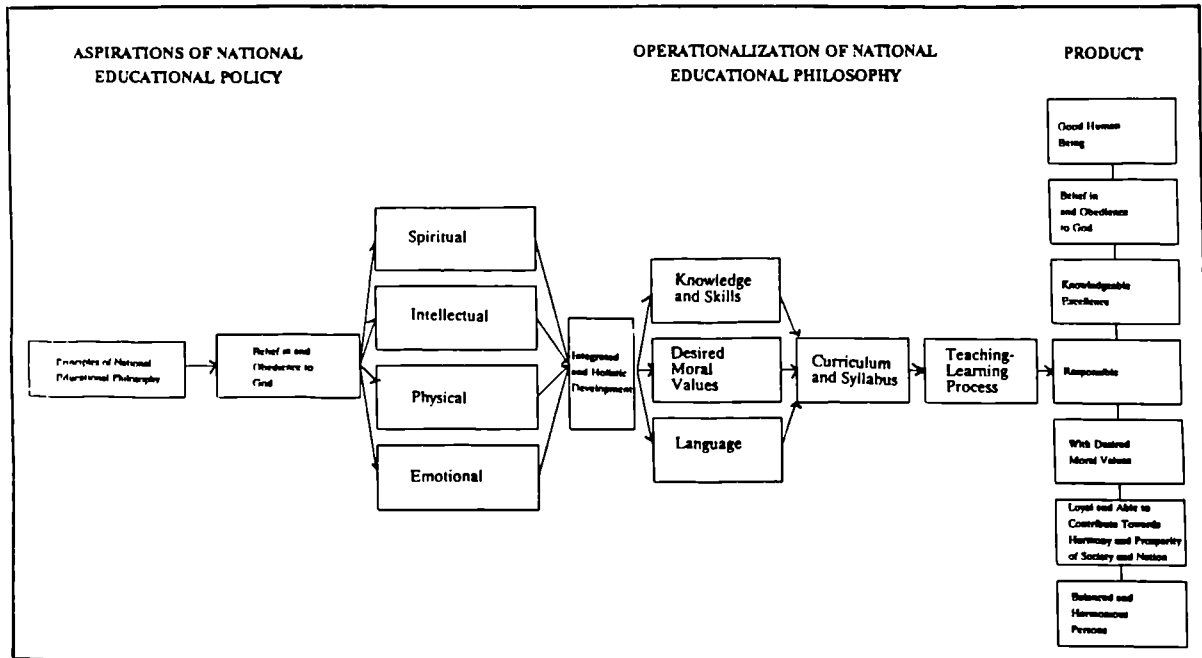 ASPIRATIONS OF NATIONAL
EDUCATIONAL POLICY
OPERATIONALIZATION OF NATIONAL
EDUCATIONAL PHILOSOPHY
PRODUCT
Principles of National
Educational Philosophy
Belief in and
Obedience to
God
Spiritual
Intellectual
Physical
Emotional
Integrated
and Holistic
Development
Knowledge
and Skills
Desired
Moral
Values
Language
Curriculum
and Syllabus
Teaching-
Learning
Process
Good Human
Being
Belief in
and Obedience
to God
Knowledgeable
Excellence
Responsible
With Desired
Moral Values
Loyal and Able to
Contribute Towards
Harmony and Prosperity
of Society and Nation
Balanced and
Harmonious
Persons